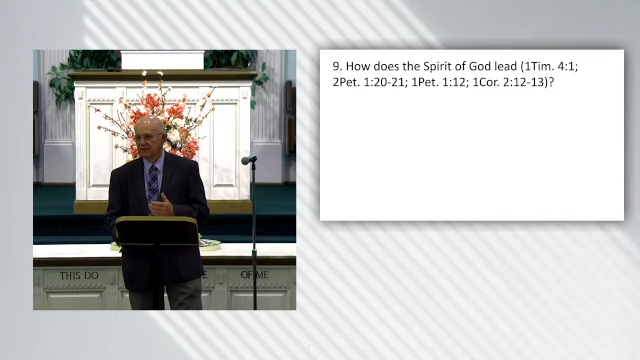 9. How does the Spirit of God lead (1Tim. 4:1;
2Pet. 1:20-21; 1Pet. 1:12; 1Cor. 2:12-13)?
THIS DO
OF ME